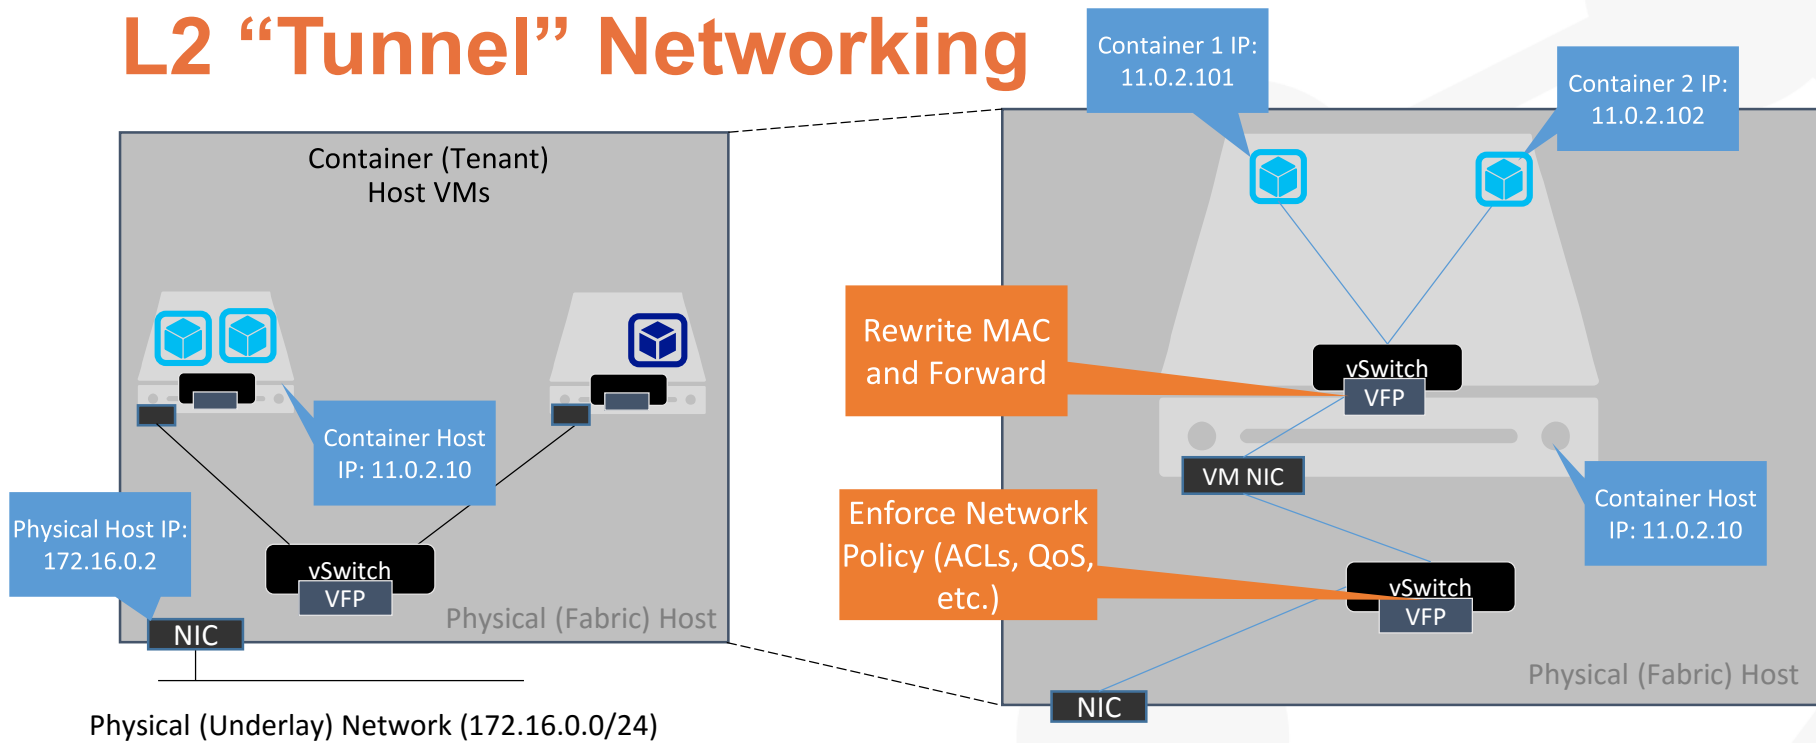 L2 “Tunnel” Networking
Container (Tenant)
Host VMs
Container Host
IP: 11.0.2.10
Physical Host IP:
172.16.0.2
vSwitch
VFP
Physical (Fabric) Host
NIC
Physical (Underlay) Network (172.16.0.0/24)
Container 1 IP:
11.0.2.101
Container 2 IP:
11.0.2.102
Rewrite MAC
and Forward
vSwitch
VFP
VM NIC
Container Host
IP: 11.0.2.10
Enforce Network
Policy (ACLs, QoS,
etc.)
vSwitch
VFP
Physical (Fabric) Host
NIC